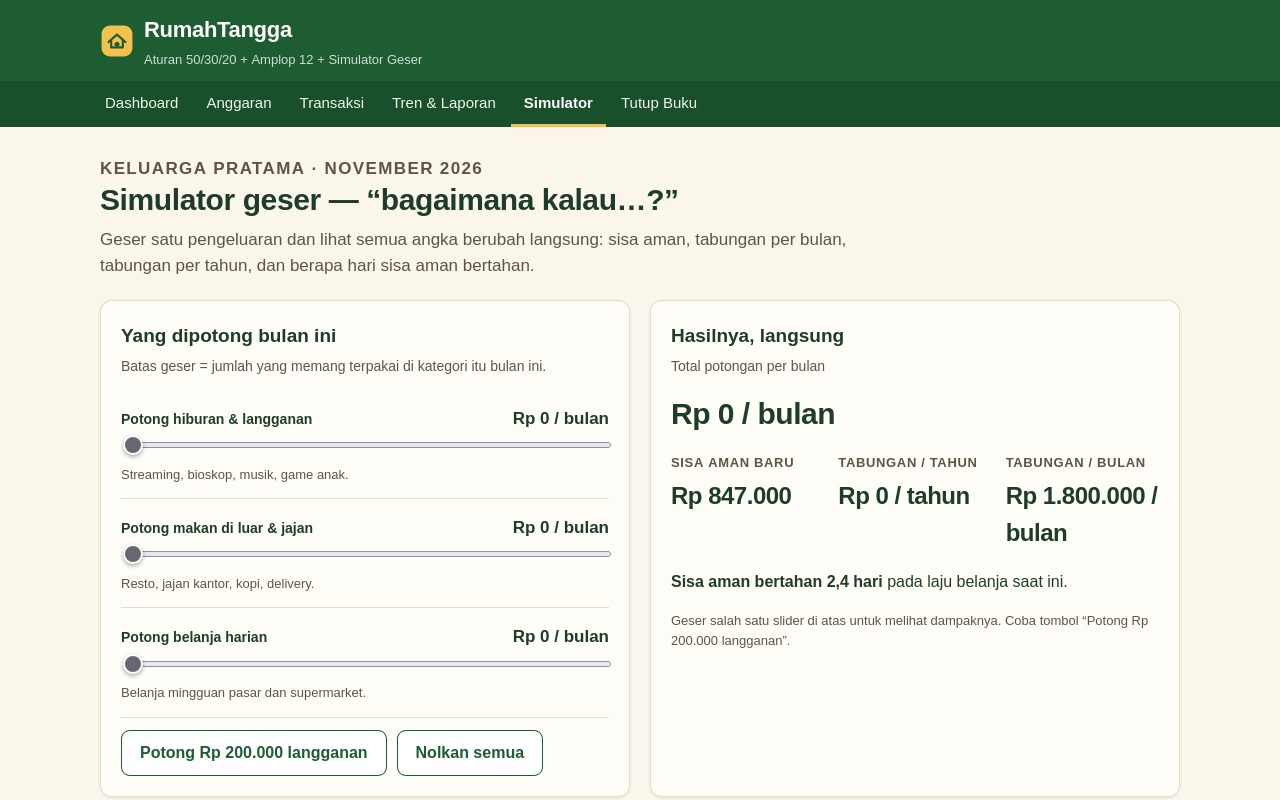 RumahTangga
Aturan 50/30/20 + Amplop 12 + Simulator Geser
Dashboard
Anggaran
Transaksi
Tren & Laporan
Simulator
Tutup Buku
KELUARGA PRATAMA · NOVEMBER 2026
Simulator geser — “bagaimana kalau…?”
Geser satu pengeluaran dan lihat semua angka berubah langsung: sisa aman, tabungan per bulan,
tabungan per tahun, dan berapa hari sisa aman bertahan.
Yang dipotong bulan ini
Batas geser = jumlah yang memang terpakai di kategori itu bulan ini.
Potong hiburan & langganan
Rp 0 / bulan
Streaming, bioskop, musik, game anak.
Potong makan di luar & jajan
Rp 0 / bulan
Resto, jajan kantor, kopi, delivery.
Potong belanja harian
Rp 0 / bulan
Belanja mingguan pasar dan supermarket.
Potong Rp 200.000 langganan
Nolkan semua
Hasilnya, langsung
Total potongan per bulan
Rp 0 / bulan
SISA AMAN BARU
Rp 847.000
TABUNGAN / TAHUN
Rp 0 / tahun
TABUNGAN / BULAN
Rp 1.800.000 /
bulan
Sisa aman bertahan 2,4 hari pada laju belanja saat ini.
Geser salah satu slider di atas untuk melihat dampaknya. Coba tombol “Potong Rp
200.000 langganan”.